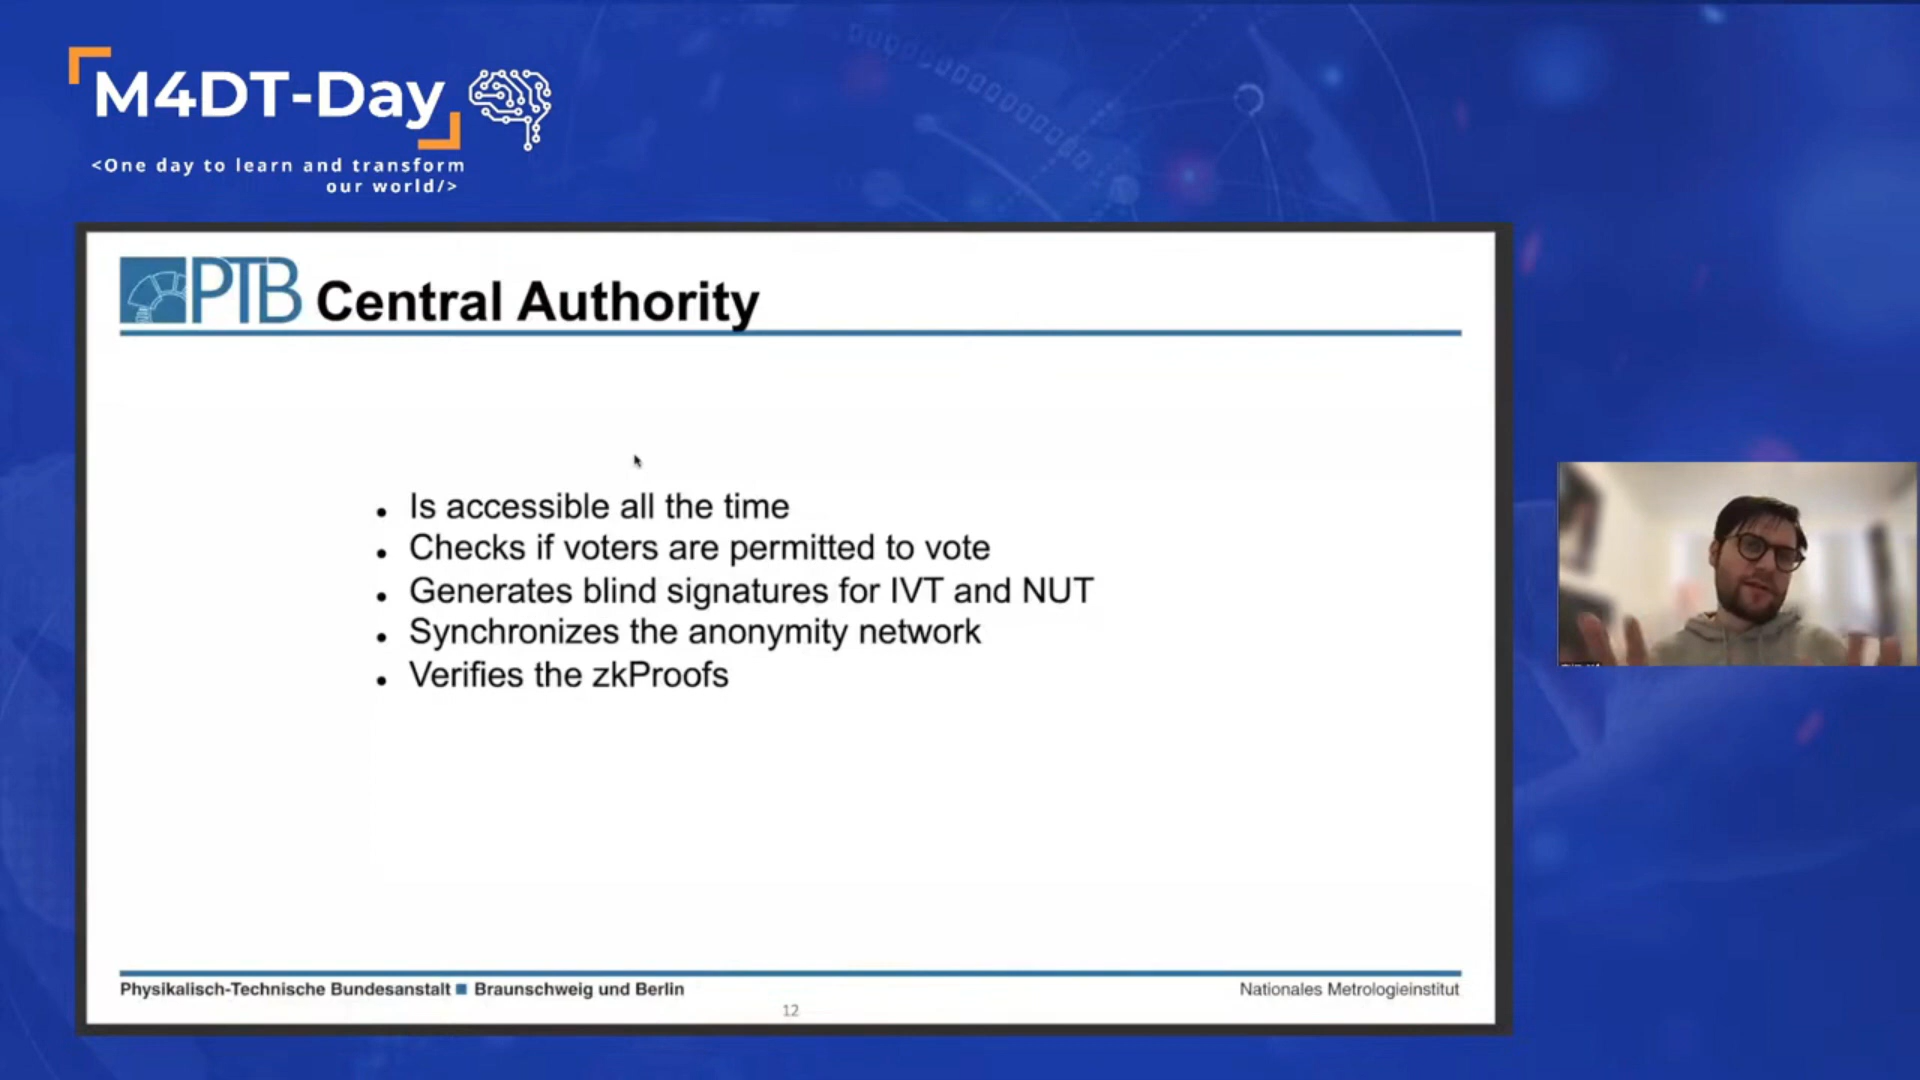 M4DT-Day
<One day to learn and transform
our world/>
PTB Central Authority
Is accessible all the time
Checks if voters are permitted to vote
Generates blind signatures for IVT and NUT
Synchronizes the anonymity network
Verifies the zkProofs
Physikalisch-Technische Bundesanstalt ■ Braunschweig und Berlin
Nationales Metrologieinstitut
12